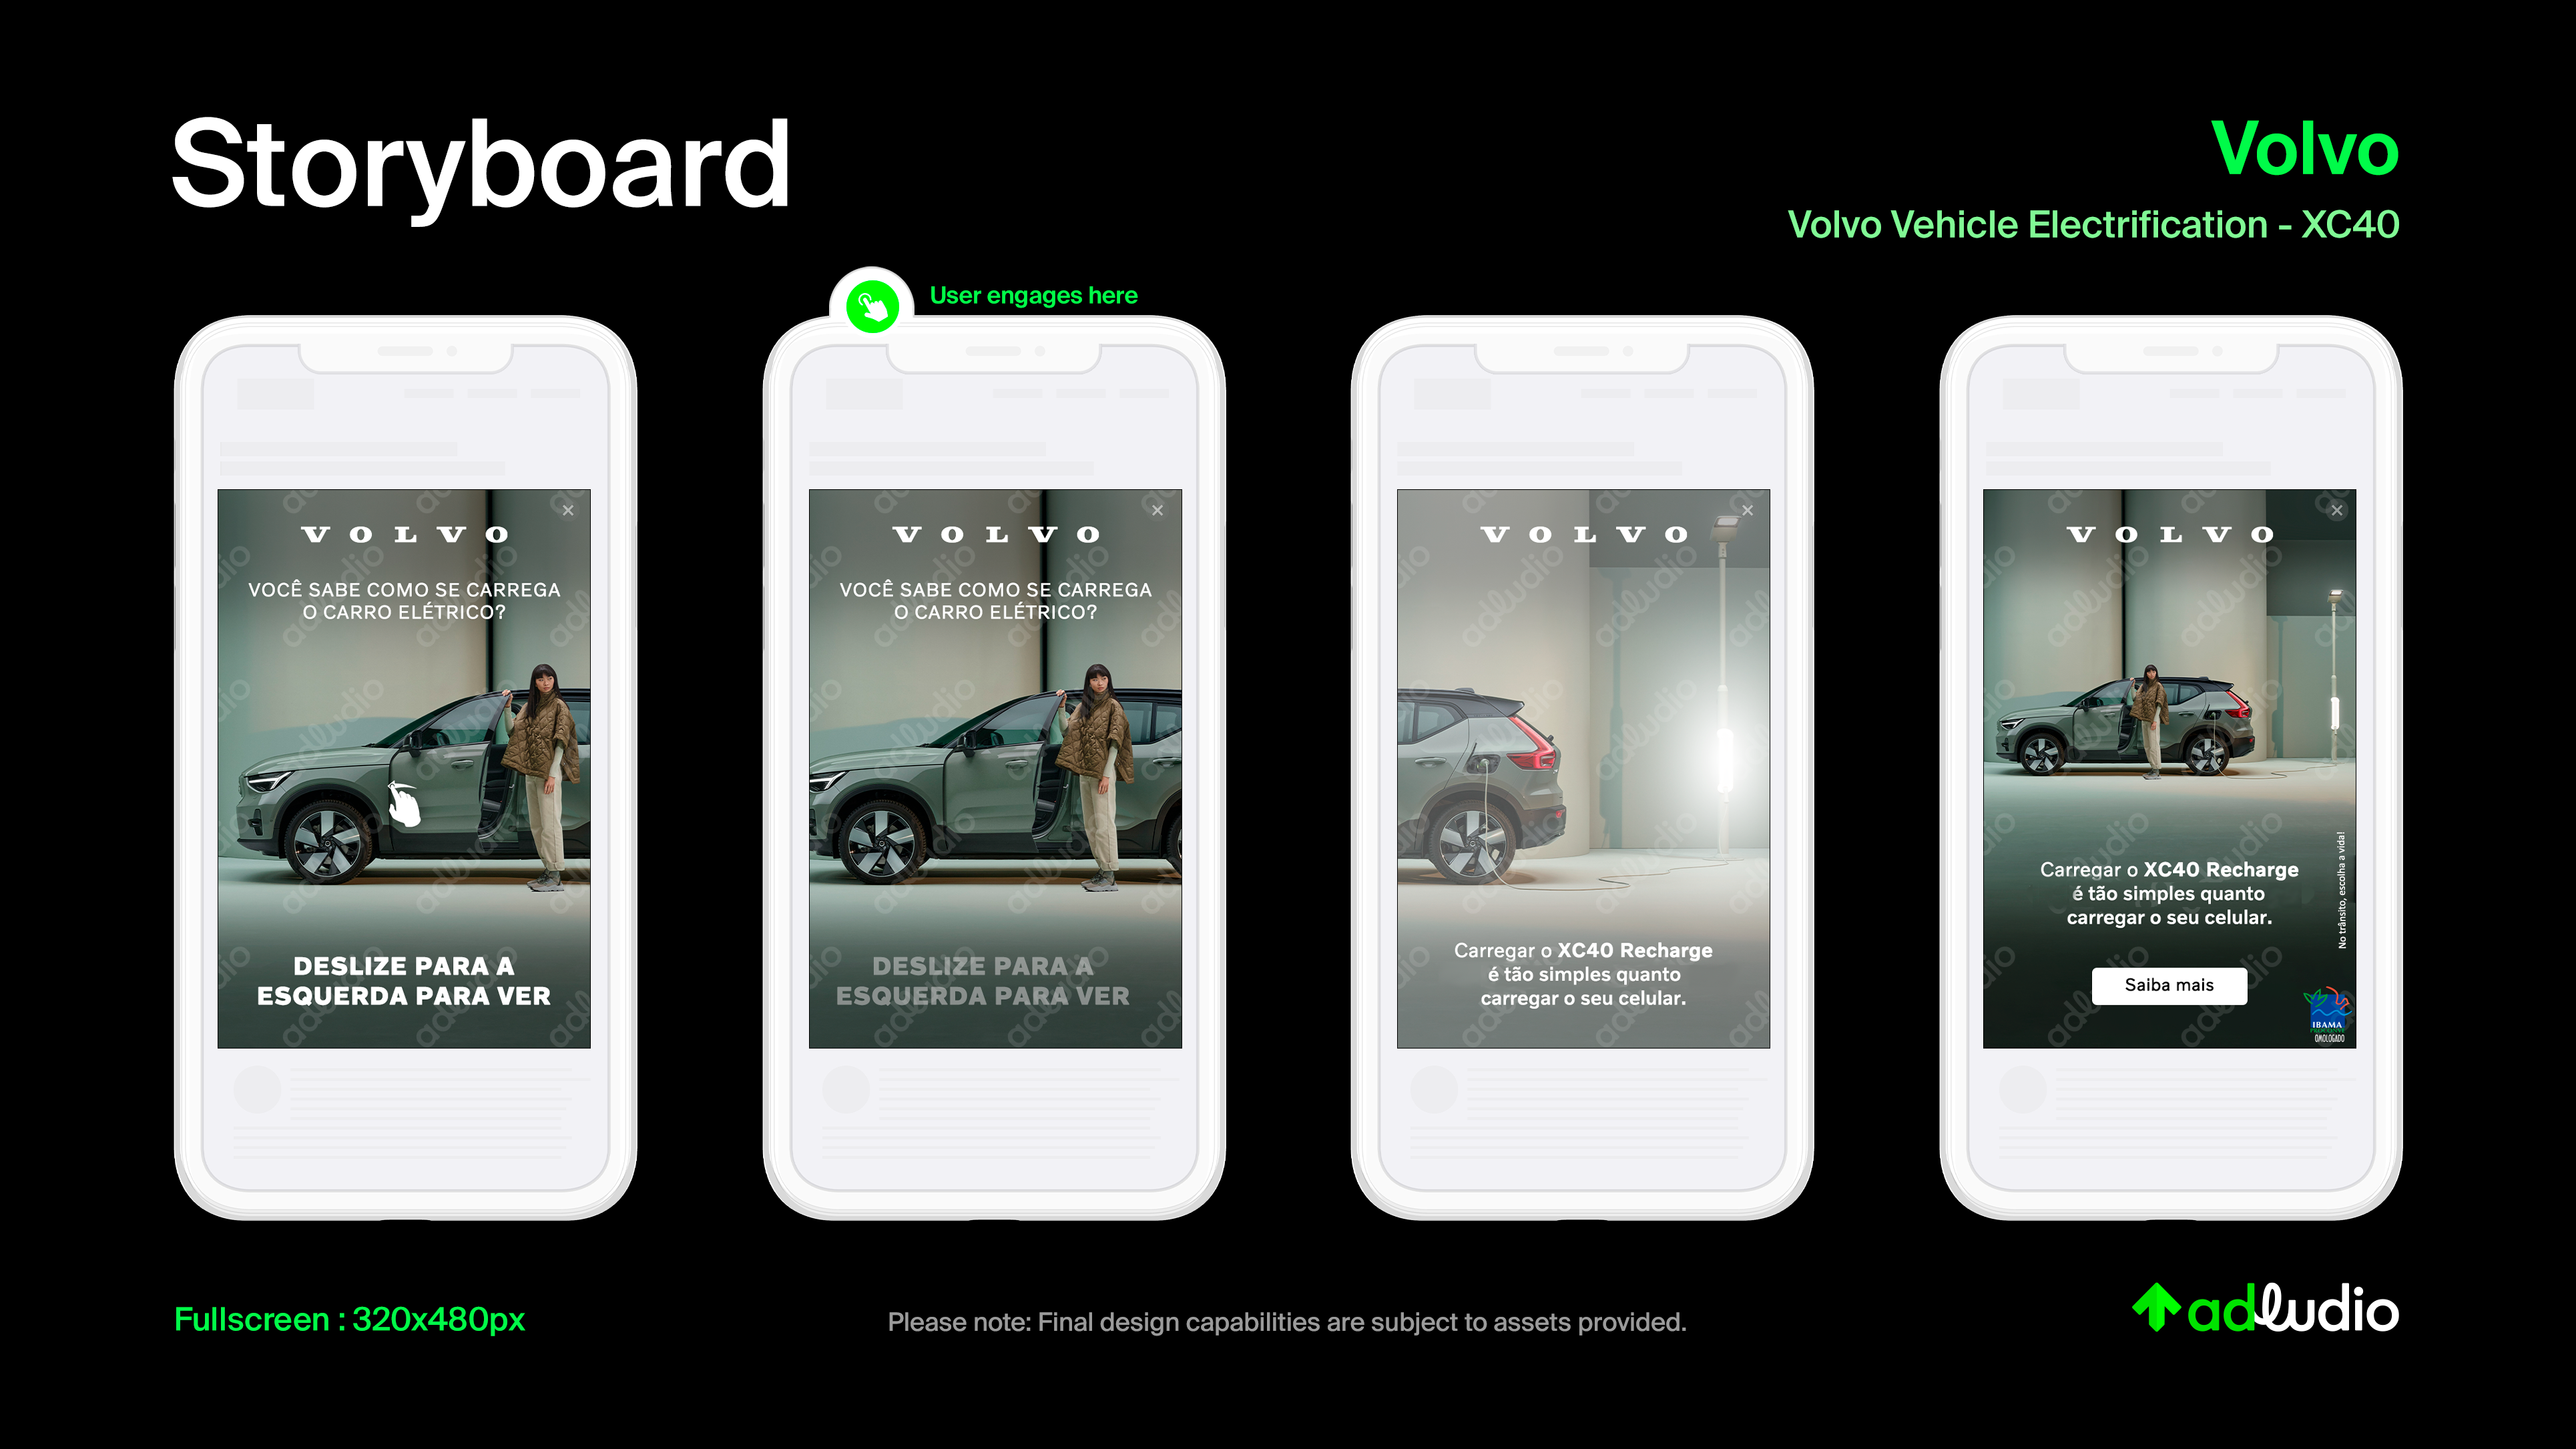 Storyboard
Volvo
Volvo Vehicle Electrification - XC40
User engages here
VOLVO
VOCÊ SABE COMO SE CARREGA
O CARRO ELÉTRICO?
DESLIZE PARA A
ESQUERDA PARA VER
VOLVO
VOCÊ SABE COMO SE CARREGA
O CARRO ELÉTRICO?
DESLIZE PARA A
ESQUERDA PARA VER
VOLVO
Carregar o XC40 Recharge
é tão simples quanto
carregar o seu celular.
VOLVO
Carregar o XC40 Recharge
é tão simples quanto
carregar o seu celular.
No trânsito, escolha a vida!
Saiba mais
IBAMA
OMOLOGADO
Fullscreen : 320x480px
Please note: Final design capabilities are subject to assets provided.
adludio